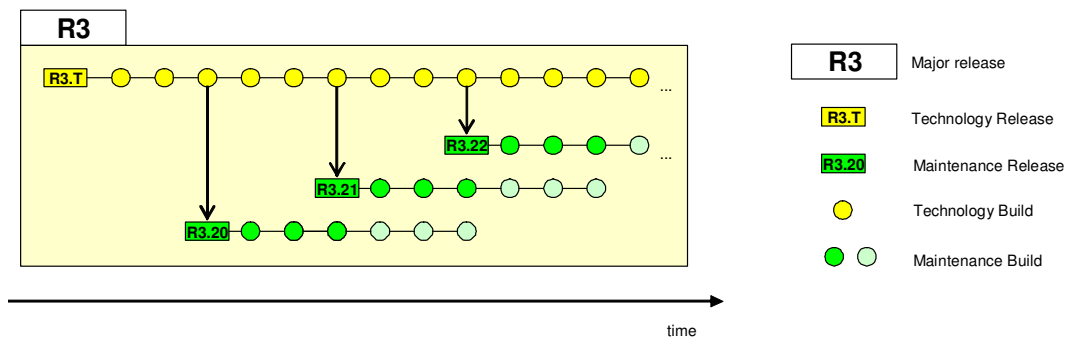 R3
R3.T
...
R3.22
...
R3.21
R3.20
time
R3 Major release
R3.T Technology Release
R3.20 Maintenance Release
Technology Build
Maintenance Build